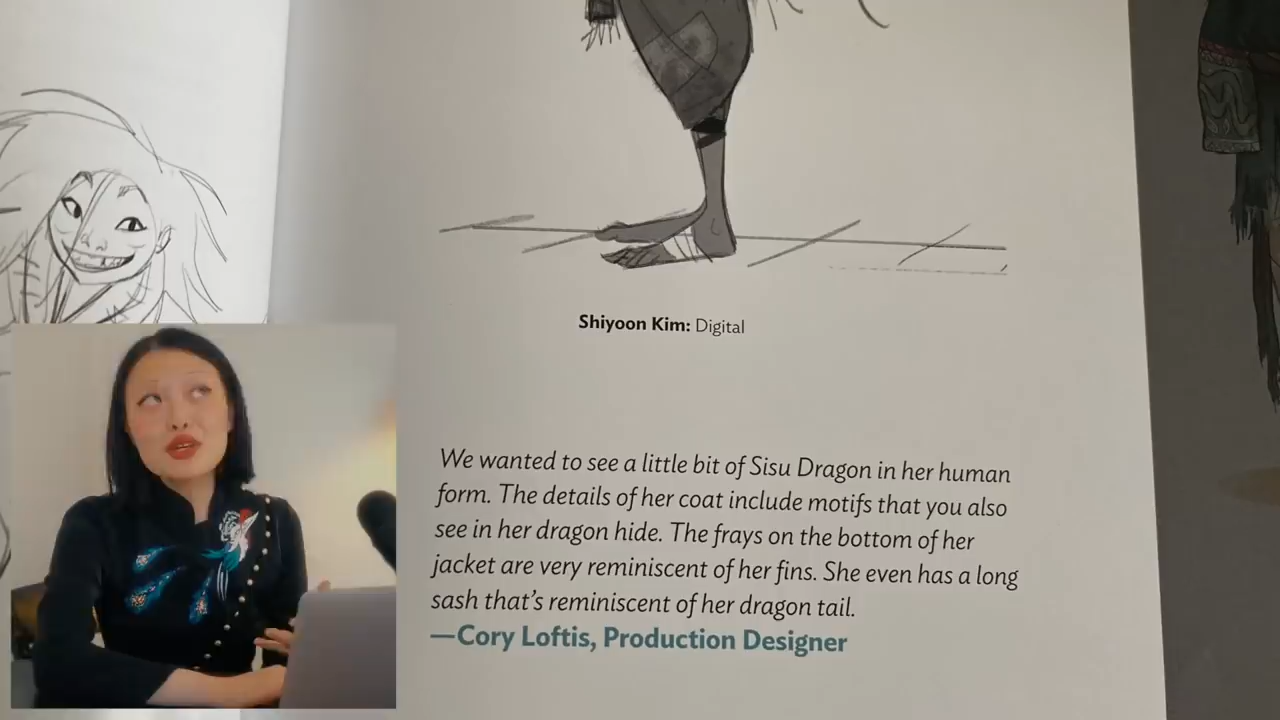 Shiyoon Kim: Digital
We wanted to see a little bit of Sisu Dragon in her human
form. The details of her coat include motifs that you also
see in her dragon hide. The frays on the bottom of her
jacket are very reminiscent of her fins. She even has a long
sash that's reminiscent of her dragon tail.
—Cory Loftis, Production Designer